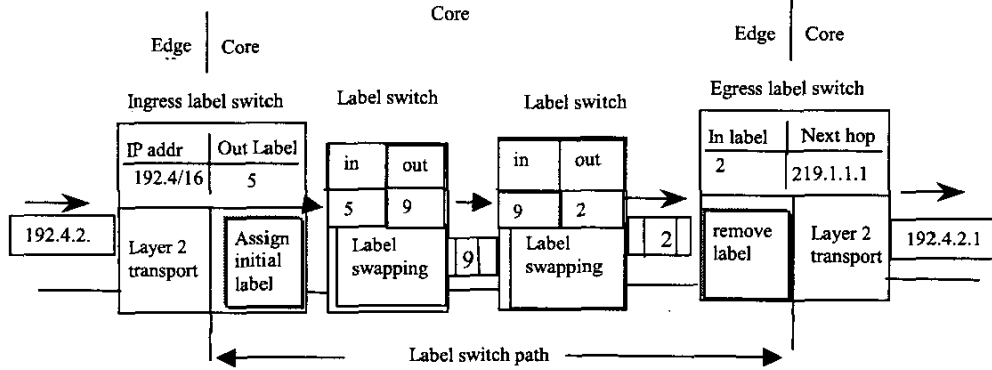 Core
Edge Core
Edge Core
Ingress label switch
Label switch
Label switch
Egress label switch
IP addr Out Label
192.4/16 5
in out
5 9
in out
9 2
In label Next hop
2 219.1.1.1
192.4.2.
Layer 2
transport
Assign
initial
label
Label
swapping
9
Label
swapping
2
remove
label
Layer 2
transport
192.4.2.1
Label switch path